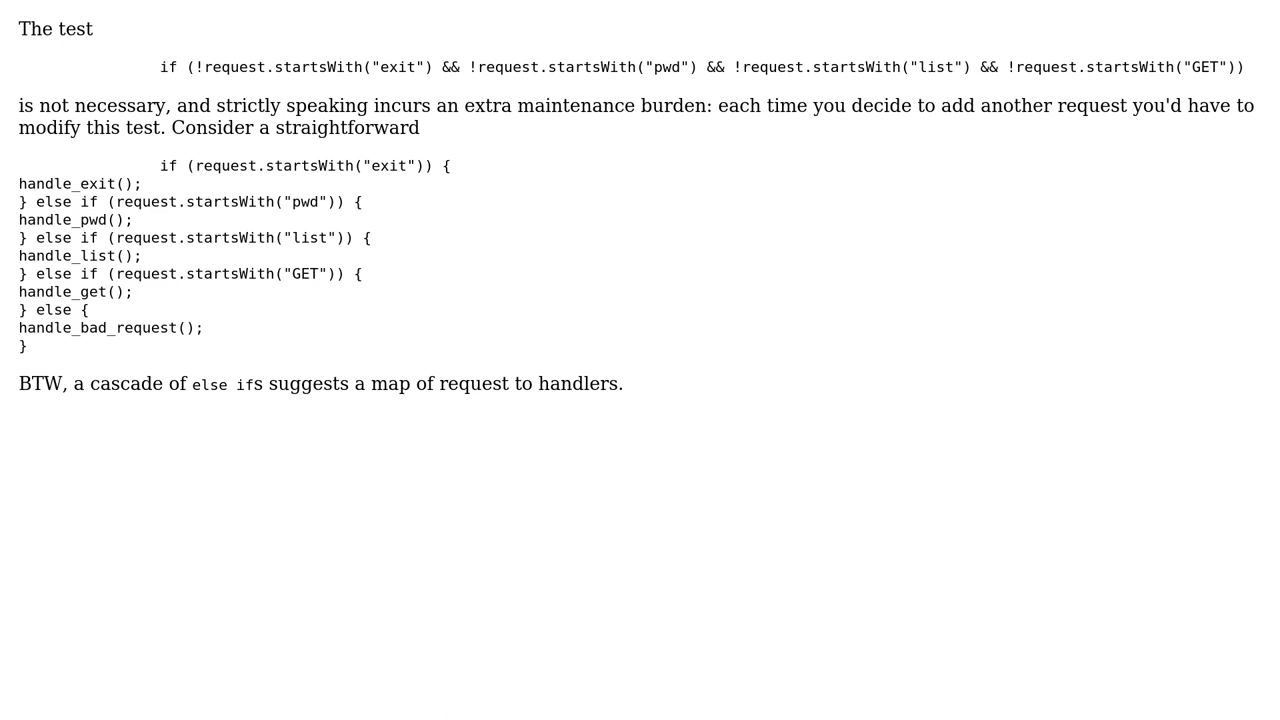 The test
if (!request.startsWith("exit") && !request.startsWith("pwd") && !request.startsWith("list") && !request.startsWith("GET"))
is not necessary, and strictly speaking incurs an extra maintenance burden: each time you decide to add another request you'd have to
modify this test. Consider a straightforward
if (request.startsWith("exit")) {
handle_exit();
} else if (request.startsWith("pwd")) {
handle_pwd();
} else if (request.startsWith("list")) {
handle_list();
} else if (request.startsWith("GET")) {
handle_get();
} else {
handle_bad_request();
}
BTW, a cascade of else ifs suggests a map of request to handlers.